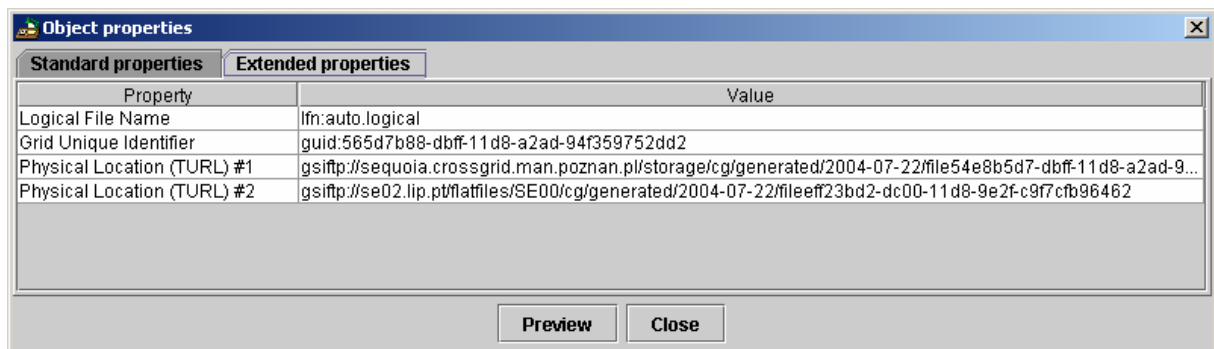 Object properties
Standard properties Extended properties
Property Value
Logical File Name lfn:auto.logical
Grid Unique Identifier guid:565d7b88-dbff-11d8-a2ad-94f359752dd2
Physical Location (TURL) #1 gsiftp://sequoia.crossgrid.man.poznan.pl/storage/cg/generated/2004-07-22/file54e8b5d7-dbff-11d8-a2ad-9...
Physical Location (TURL) #2 gsiftp://se02.lip.pt/flatfiles/SE00/cg/generated/2004-07-22/fileeff23bd2-dc00-11d8-9e2f-c9f7cfb96462
Preview Close